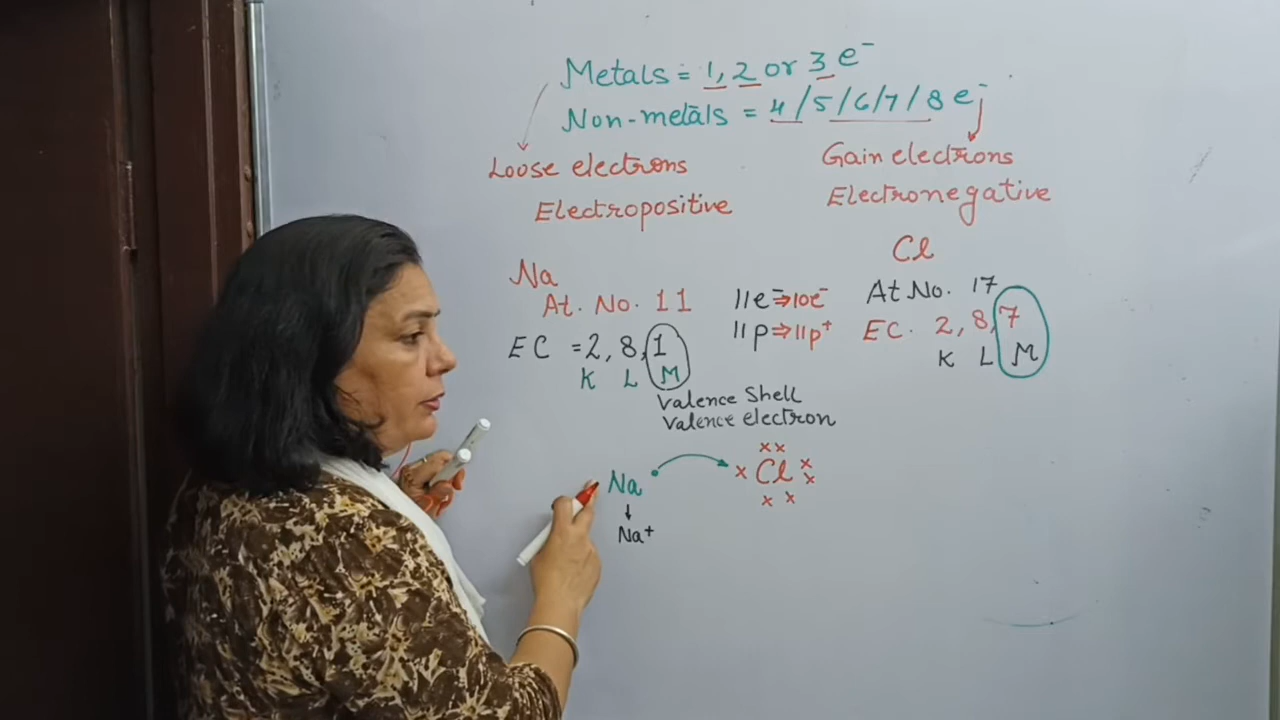 Metals = 1, 2 or 3 e⁻
Non-metals = 4/5/6/7/8 e⁻
Loose electrons
Electropositive
Gain electrons
Electronegative
Na
At. No. 11
EC = 2, 8, 1
K L M
Valence Shell
Valence electron
11e⁻ ⇒ 10e⁻
11p ⇒ 11p⁺
Cl
At No. 17
EC. 2, 8, 7
K L M
Na Cl
Na⁺